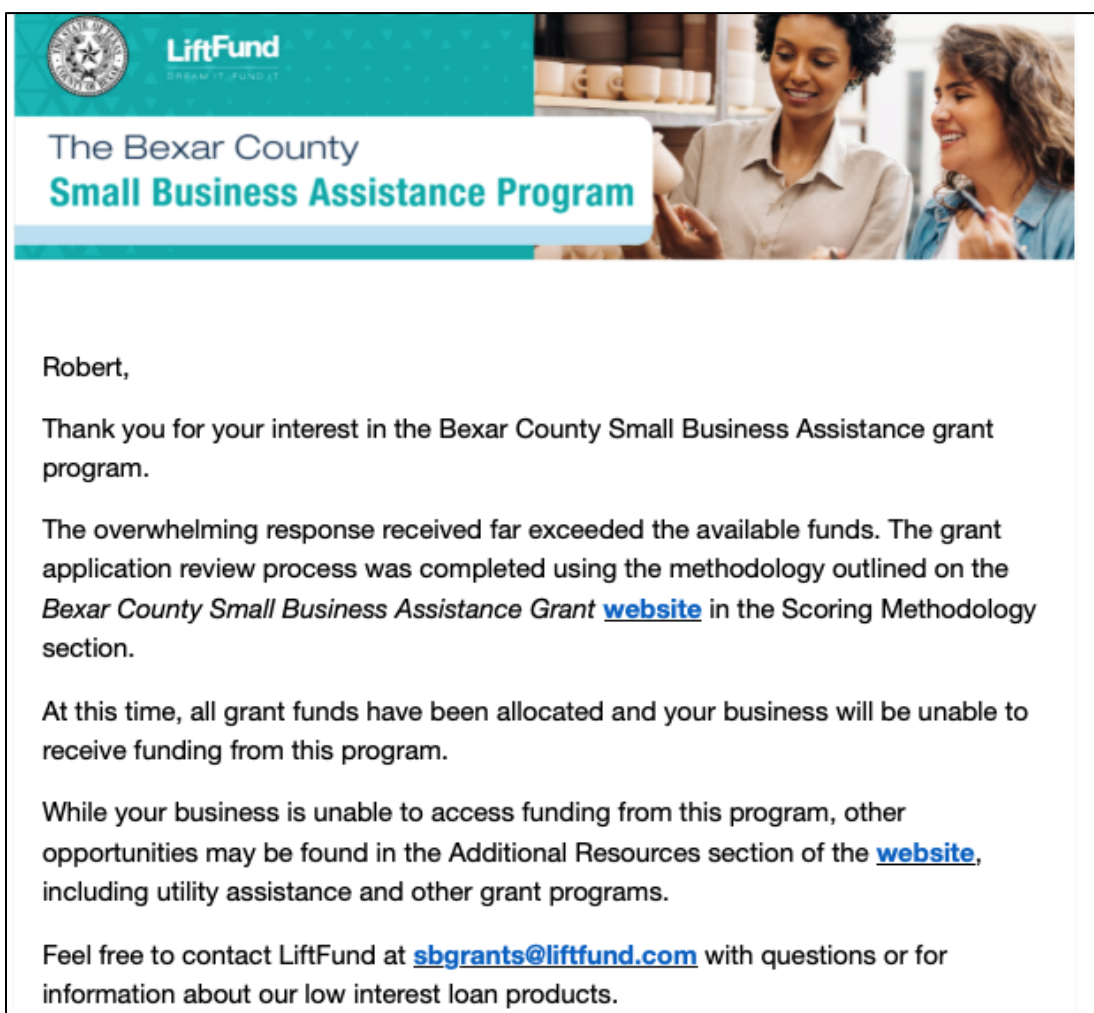 LiftFund
DREAM IT. FUND IT.
The Bexar County
Small Business Assistance Program
Robert,
Thank you for your interest in the Bexar County Small Business Assistance grant
program.
The overwhelming response received far exceeded the available funds. The grant
application review process was completed using the methodology outlined on the
Bexar County Small Business Assistance Grant website in the Scoring Methodology
section.
At this time, all grant funds have been allocated and your business will be unable to
receive funding from this program.
While your business is unable to access funding from this program, other
opportunities may be found in the Additional Resources section of the website,
including utility assistance and other grant programs.
Feel free to contact LiftFund at sbgrants@liftfund.com with questions or for
information about our low interest loan products.